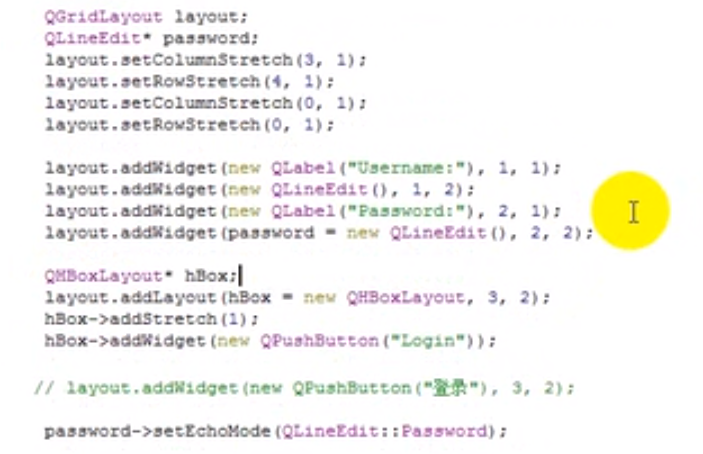 QGridLayout layout;
QLineEdit* password;
layout.setColumnStretch(3, 1);
layout.setRowStretch(4, 1);
layout.setColumnStretch(0, 1);
layout.setRowStretch(0, 1);
layout.addWidget(new QLabel("Username:"), 1, 1);
layout.addWidget(new QLineEdit(), 1, 2);
layout.addWidget(new QLabel("Password:"), 2, 1);
layout.addWidget(password = new QLineEdit(), 2, 2);
QHBoxLayout* hBox;
layout.addLayout(hBox = new QHBoxLayout, 3, 2);
hBox->addStretch(1);
hBox->addWidget(new QPushButton("Login"));
// layout.addWidget(new QPushButton("登录"), 3, 2);
password->setEchoMode(QLineEdit::Password);